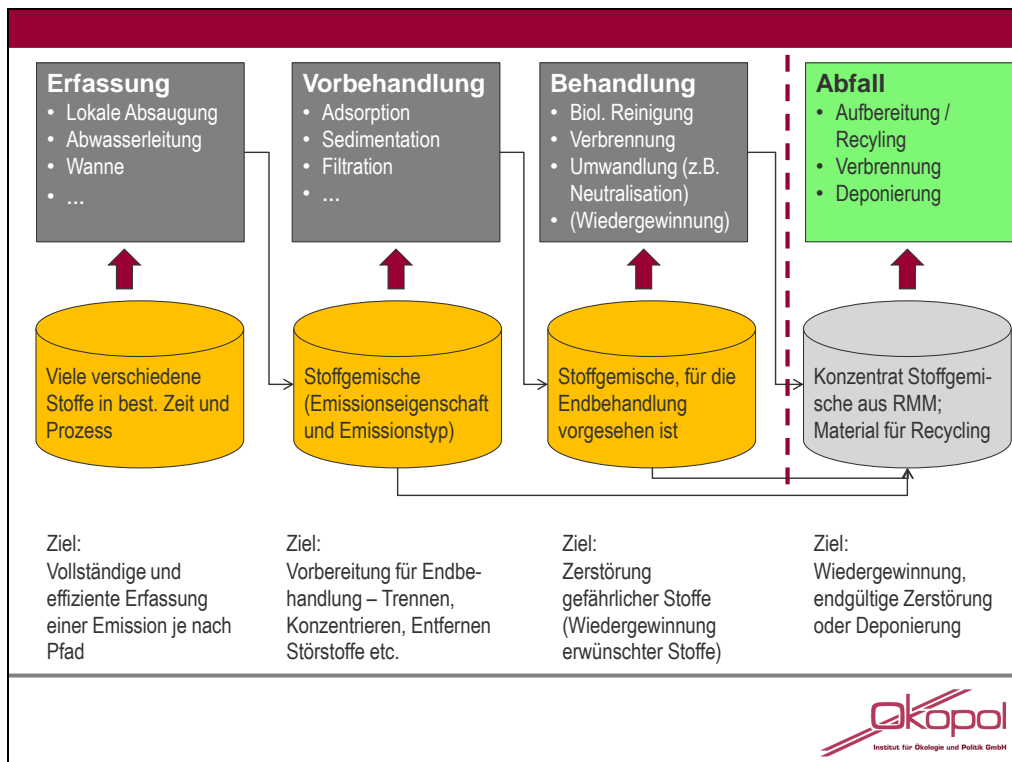 Erfassung
• Lokale Absaugung
• Abwasserleitung
• Wanne
• ...
Vorbehandlung
• Adsorption
• Sedimentation
• Filtration
• ...
Behandlung
• Biol. Reinigung
• Verbrennung
• Umwandlung (z.B.
Neutralisation)
• (Wiedergewinnung)
Abfall
• Aufbereitung /
Recyling
• Verbrennung
• Deponierung
Viele verschiedene
Stoffe in best. Zeit und
Prozess
Stoffgemische
(Emissionseigenschaft
und Emissionstyp)
Stoffgemische, für die
Endbehandlung
vorgesehen ist
Konzentrat Stoffgemi-
sche aus RMM;
Material für Recycling
Ziel:
Vollständige und
effiziente Erfassung
einer Emission je nach
Pfad
Ziel:
Vorbereitung für Endbe-
handlung – Trennen,
Konzentrieren, Entfernen
Störstoffe etc.
Ziel:
Zerstörung
gefährlicher Stoffe
(Wiedergewinnung
erwünschter Stoffe)
Ziel:
Wiedergewinnung,
endgültige Zerstörung
oder Deponierung
Ökopol
Institut für Ökologie und Politik GmbH